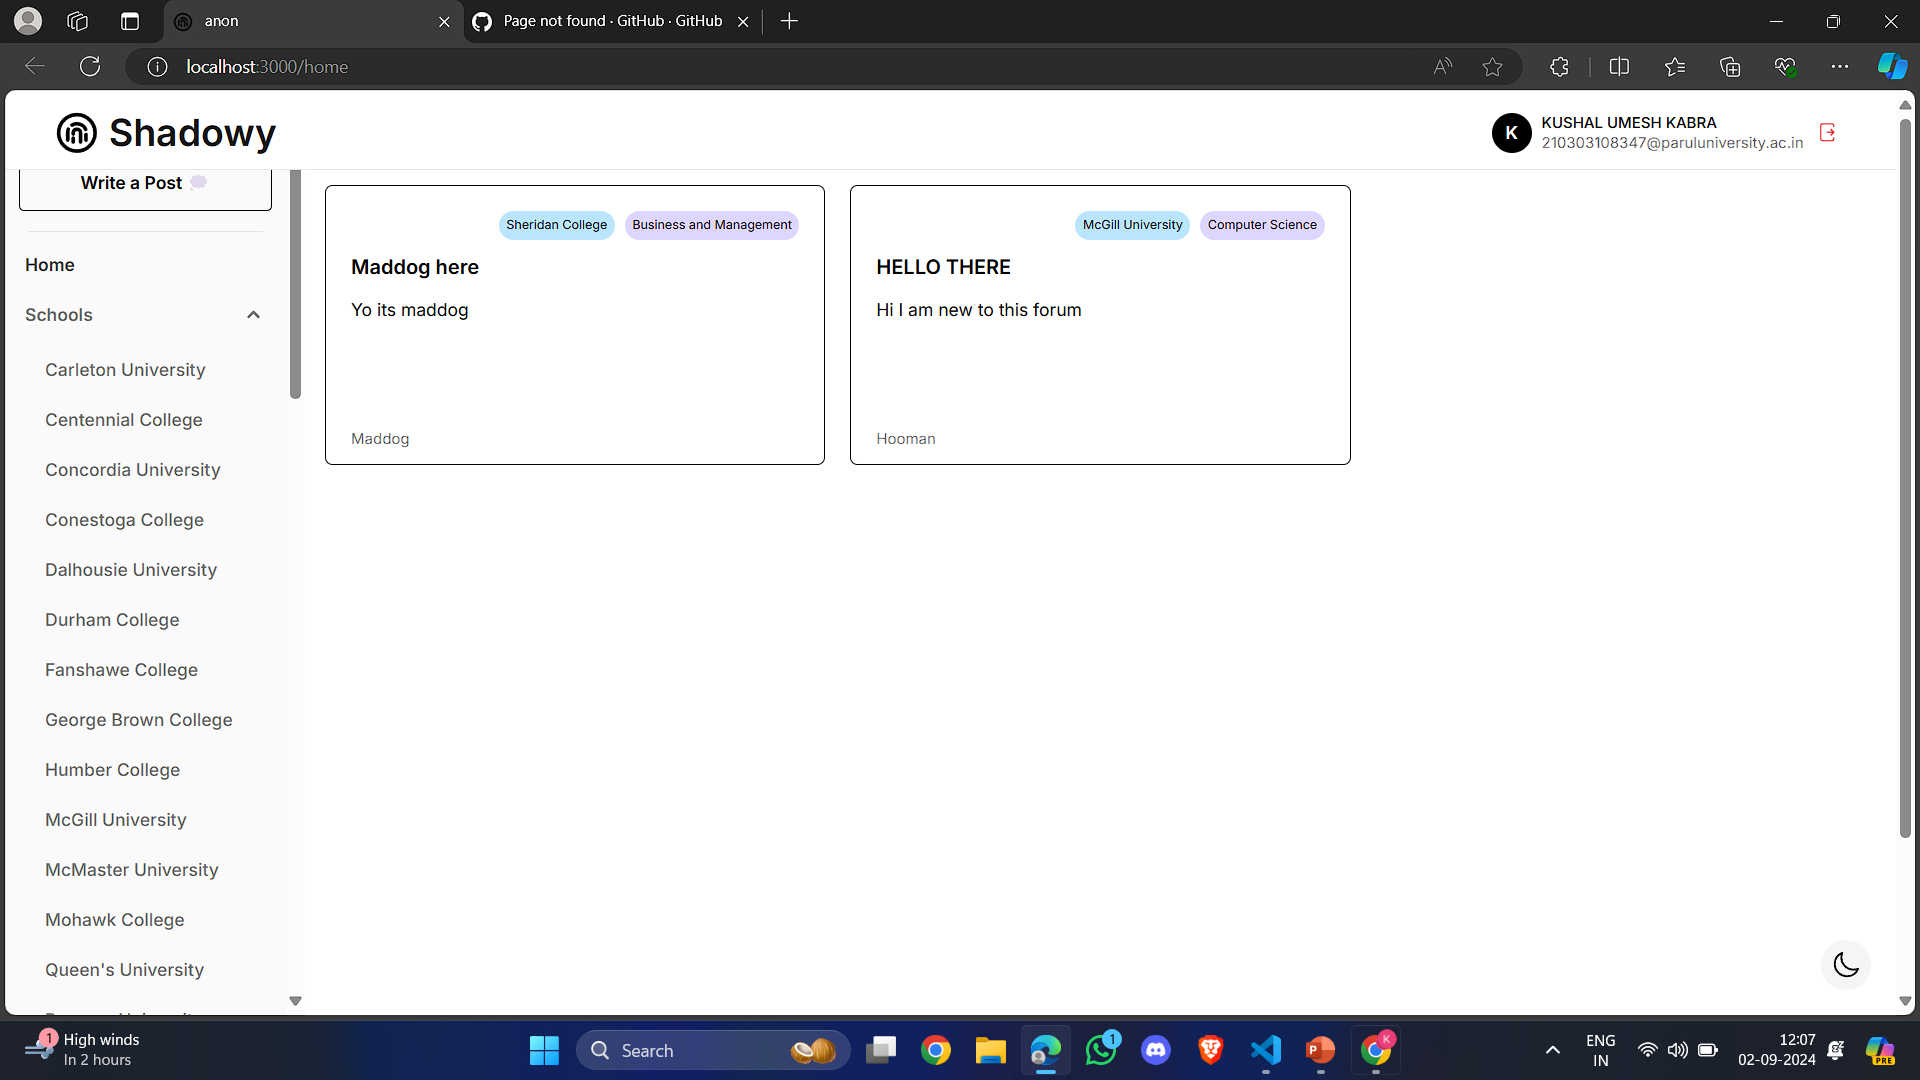 anon
Page not found · GitHub · GitHub
localhost:3000/home
Shadowy
K
KUSHAL UMESH KABRA
210303108347@paruluniversity.ac.in
Write a Post
Home
Schools
Carleton University
Centennial College
Concordia University
Conestoga College
Dalhousie University
Durham College
Fanshawe College
George Brown College
Humber College
McGill University
McMaster University
Mohawk College
Queen's University
Sheridan College
Business and Management
Maddog here
Yo its maddog
Maddog
McGill University
Computer Science
HELLO THERE
Hi I am new to this forum
Hooman
1
High winds
In 2 hours
Search
1
P
K
ENG
IN
12:07
02-09-2024
PRE